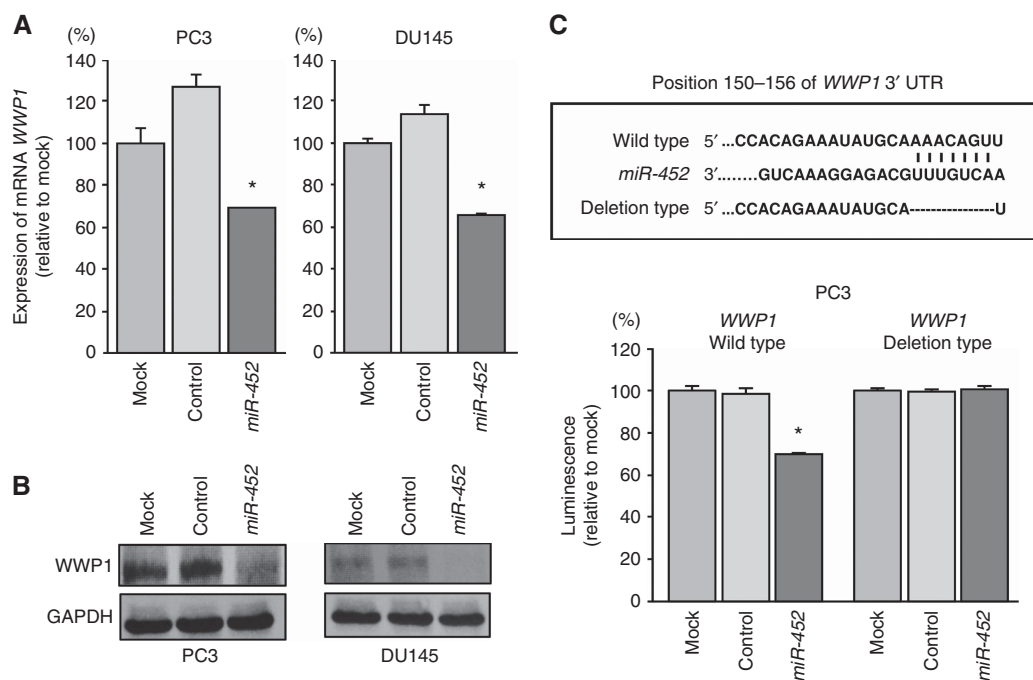 A
(%)
PC3
Expression of mRNA WWP1
(relative to mock)
140
120
100
80
60
40
20
0
*
Mock
Control
miR-452
DU145
140
120
100
80
60
40
20
0
*
Mock
Control
miR-452
B
Mock
Control
miR-452
Mock
Control
miR-452
WWP1
GAPDH
PC3
DU145
C
Position 150–156 of WWP1 3′ UTR
Wild type 5′ ...CCACAGAAAUAUGCAAAACAGUU
miR-452 3′........GUCAAAGGAGACGUUUGUCAA
Deletion type 5′ ...CCACAGAAAUAUGCA---------------U
PC3
(%)
WWP1
Wild type
WWP1
Deletion type
Luminescence
(relative to mock)
120
100
80
60
40
20
0
*
Mock
Control
miR-452
Mock
Control
miR-452